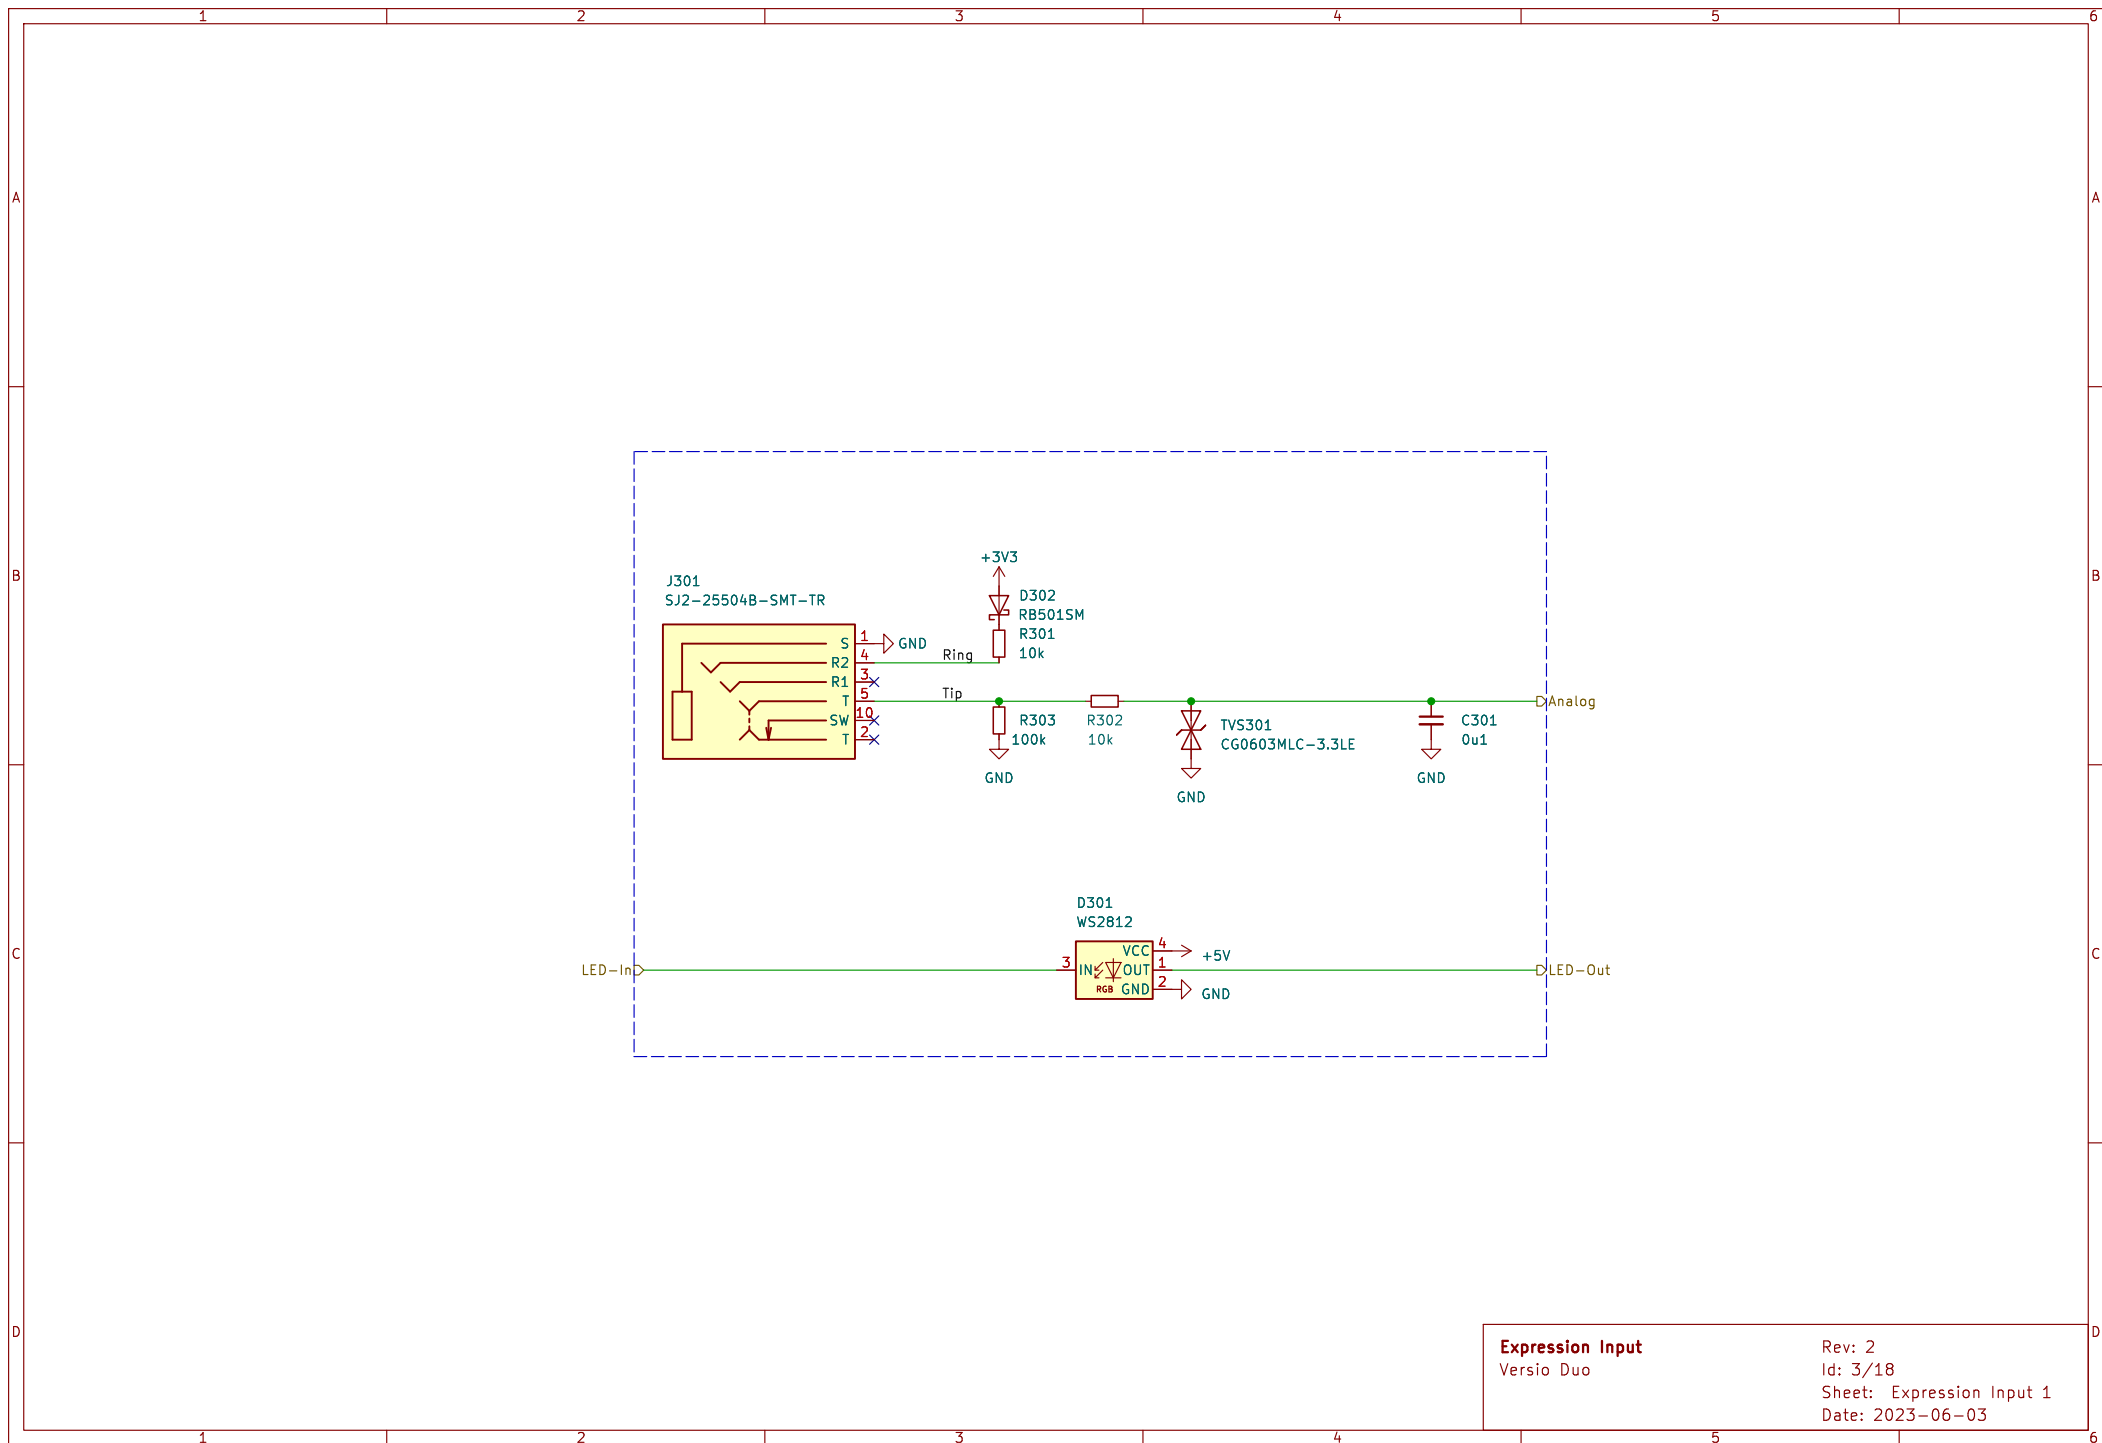 1 2 3 4 5 6
A A
B B
C C
D D
+3V3
J301
SJ2-25504B-SMT-TR
D302
RB501SM
R301
10k
S 1 GND
R2 4 Ring
R1 3
T 5 Tip
SW 10
T 2
R303
100k
GND
R302
10k
TVS301
CG0603MLC-3.3LE
GND
C301
0u1
GND
Analog
D301
WS2812
VCC 4 +5V
LED-In 3 IN OUT 1 LED-Out
RGB GND 2 GND
Expression Input
Versio Duo
Rev: 2
Id: 3/18
Sheet: Expression Input 1
Date: 2023-06-03
1 2 3 4 5 6